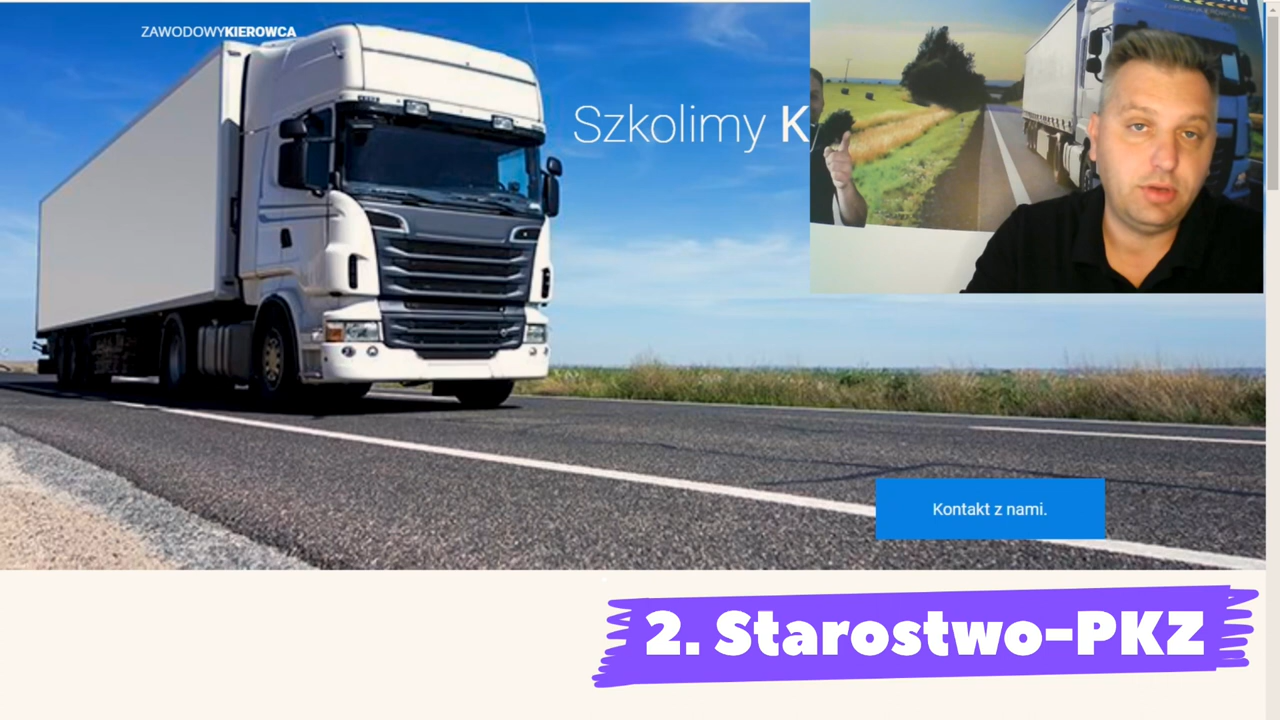 ZAWODOWYKIEROWCA
Szkolimy K
Kontakt z nami.
2. Starostwo-PKZ